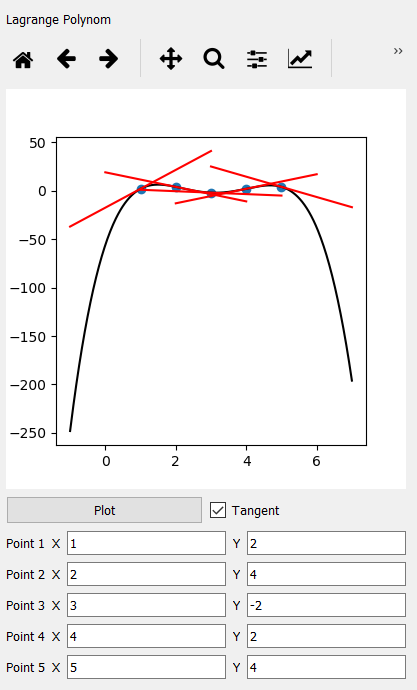 Lagrange Polynom
»
50
0
−50
−100
−150
−200
−250
0 2 4 6
Plot Tangent
Point 1 X 1 Y 2
Point 2 X 2 Y 4
Point 3 X 3 Y -2
Point 4 X 4 Y 2
Point 5 X 5 Y 4